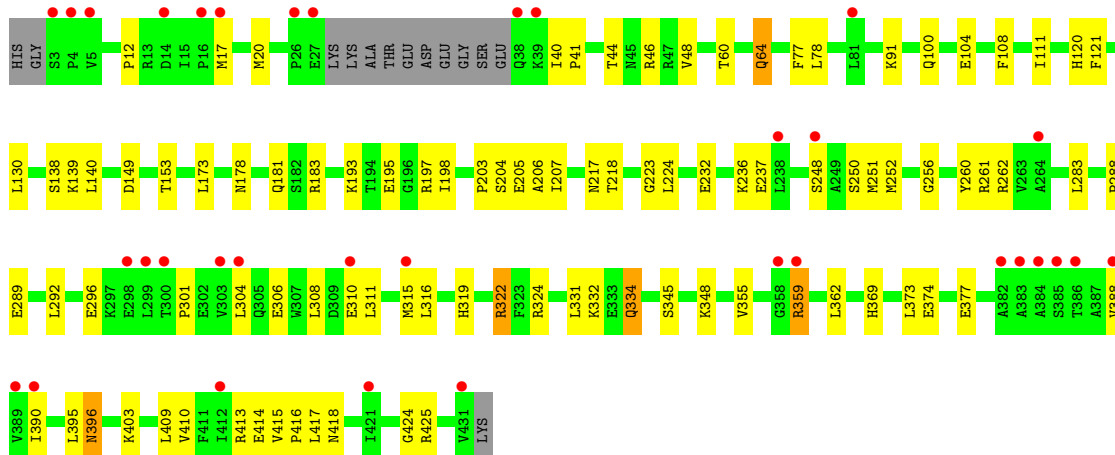 HIS GLY S3 P4 V5 P12 R13 D14 I15 P16 M17 M20 P26 E27 LYS LYS ALA THR GLU ASP GLU GLY SER GLU Q38 K39 I40 P41 T44 N45 R46 R47 V48 T60 Q64 F77 L78 L81 K91 Q100 E104 F108 I111 H120 F121
L130 S138 K139 L140 D149 T153 L173 N178 Q181 S182 R183 K193 T194 E195 G196 R197 I198 P203 S204 E205 A206 I207 N217 T218 G223 L224 E232 K236 E237 L238 S248 A249 S250 M251 M252 G256 Y260 R261 R262 V263 A264 L283
E289 L292 E296 K297 E298 L299 T300 P301 E302 V303 L304 Q305 E306 W307 L308 D309 E310 L311 M315 L316 H319 R322 F323 R324 L331 K332 E333 Q334 S345 K348 V355 G358 R359 L362 H369 L373 E374 E377 A382 A383 A384 S385 T386 A387
V389 I390 L395 N396 K403 L409 V410 F411 I412 R413 E414 V415 P416 L417 N418 I421 G424 R425 V431 LYS